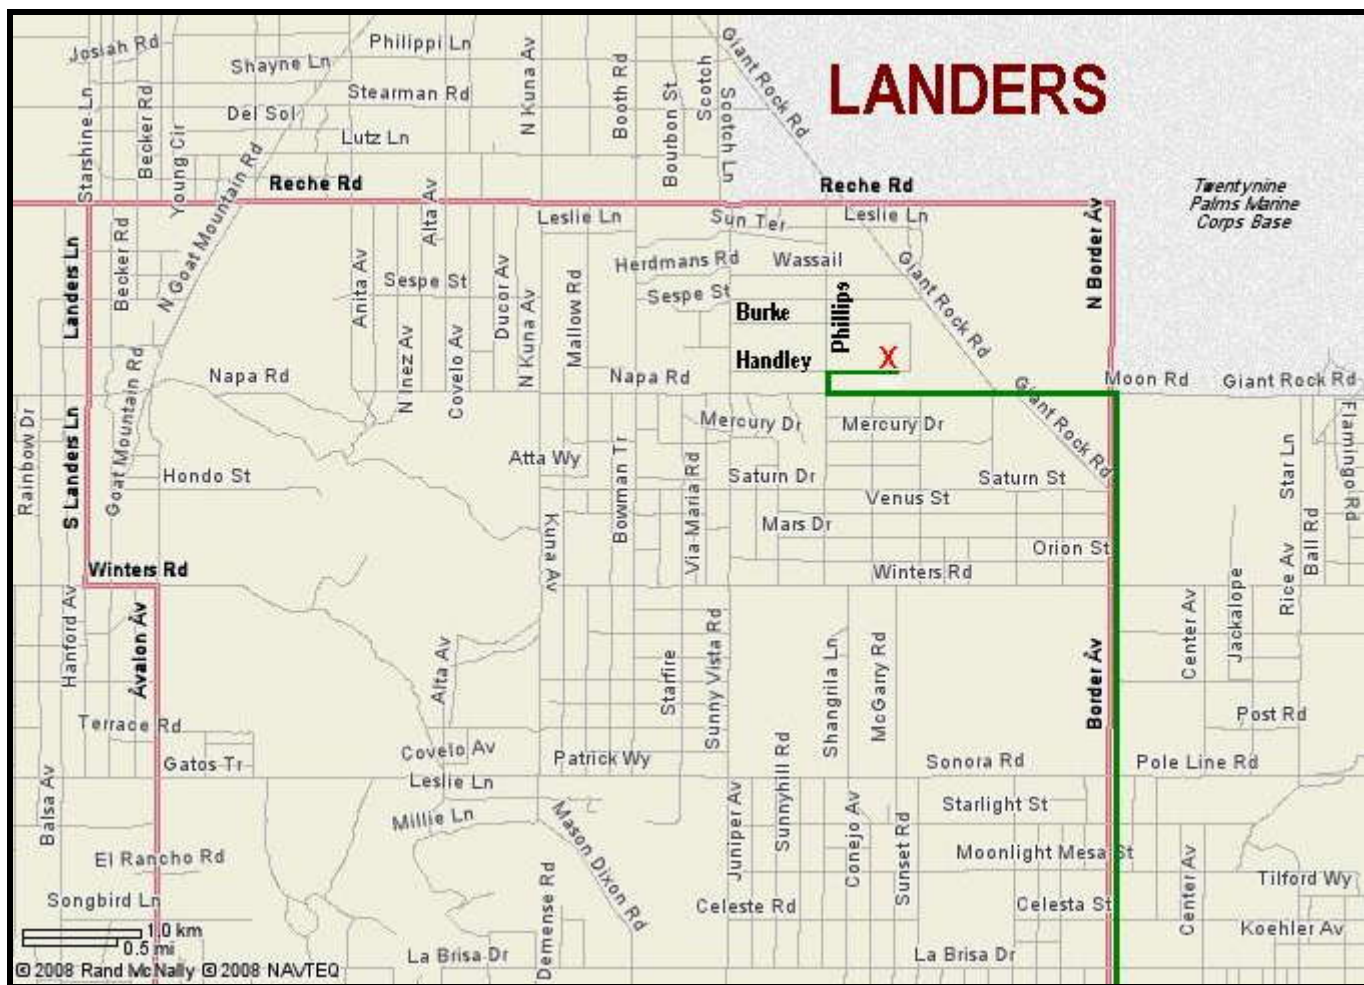 Josiah Rd
Philippi Ln
Shayne Ln
Stearman Rd
Del Sol
Lutz Ln
Starshine Ln
Becker Rd
Young Cir
N Goat Mountain Rd
N Kuna Av
Booth Rd
Bourbon St
Scotch
Scotch Ln
Giant Rock Rd
LANDERS
Reche Rd
Reche Rd
Twentynine
Palms Marine
Corps Base
Alta Av
Leslie Ln
Sun Ter
Leslie Ln
N Border Av
Landers Ln
Becker Rd
Anita Av
Sespe St
Ducor Av
Herdmans Rd
Wassail
Giant Rock Rd
Sespe St
Mallow Rd
N Kuna Av
Burke
Phillips
Handley
X
N Inez Av
Covelo Av
Goat Mountain Rd
Napa Rd
Napa Rd
Moon Rd
Giant Rock Rd
Giant Rock Rd
Rainbow Dr
S Landers Ln
Mercury Dr
Mercury Dr
Flamingo Rd
Atta Wy
Bowman Tr
Via Maria Rd
Saturn Dr
Saturn St
Star Ln
Hondo St
Venus St
Mars Dr
Kuna Av
Ball Rd
Orion St
Winters Rd
Winters Rd
Rice Av
Hanford Av
Avalon Av
Alta Av
Starfire
Sunny Vista Rd
Shangrila Ln
McGarry Rd
Border Av
Center Av
Jackalope
Terrace Rd
Post Rd
Gatos Tr
Covelo Av
Patrick Wy
Sonora Rd
Pole Line Rd
Leslie Ln
Balsa Av
Millie Ln
Mason Dixon Rd
Juniper Av
Sunnyhill Rd
Conejo Av
Sunset Rd
Starlight St
El Rancho Rd
Moonlight Mesa St
Center Av
Tilford Wy
Songbird Ln
Demense Rd
Celeste Rd
Celesta St
Koehler Av
1.0 km
0.5 mi
La Brisa Dr
La Brisa Dr
© 2008 Rand McNally © 2008 NAVTEQ